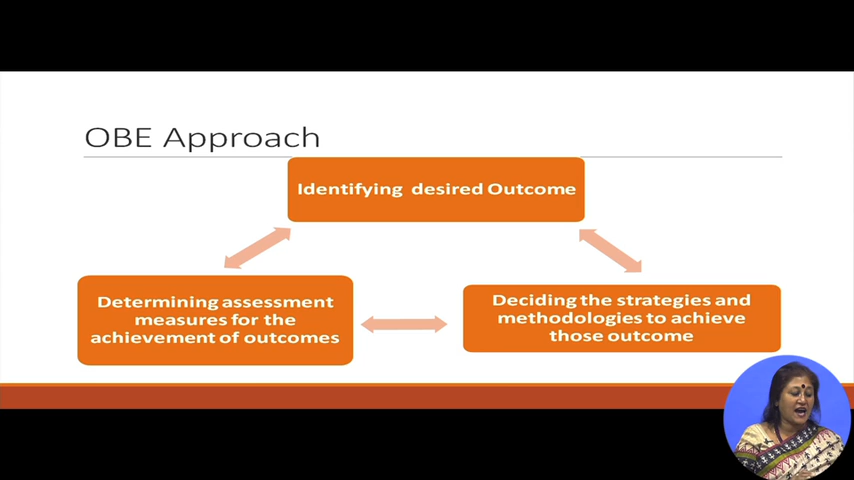 OBE Approach
Identifying desired Outcome
Determining assessment
measures for the
achievement of outcomes
Deciding the strategies and
methodologies to achieve
those outcome